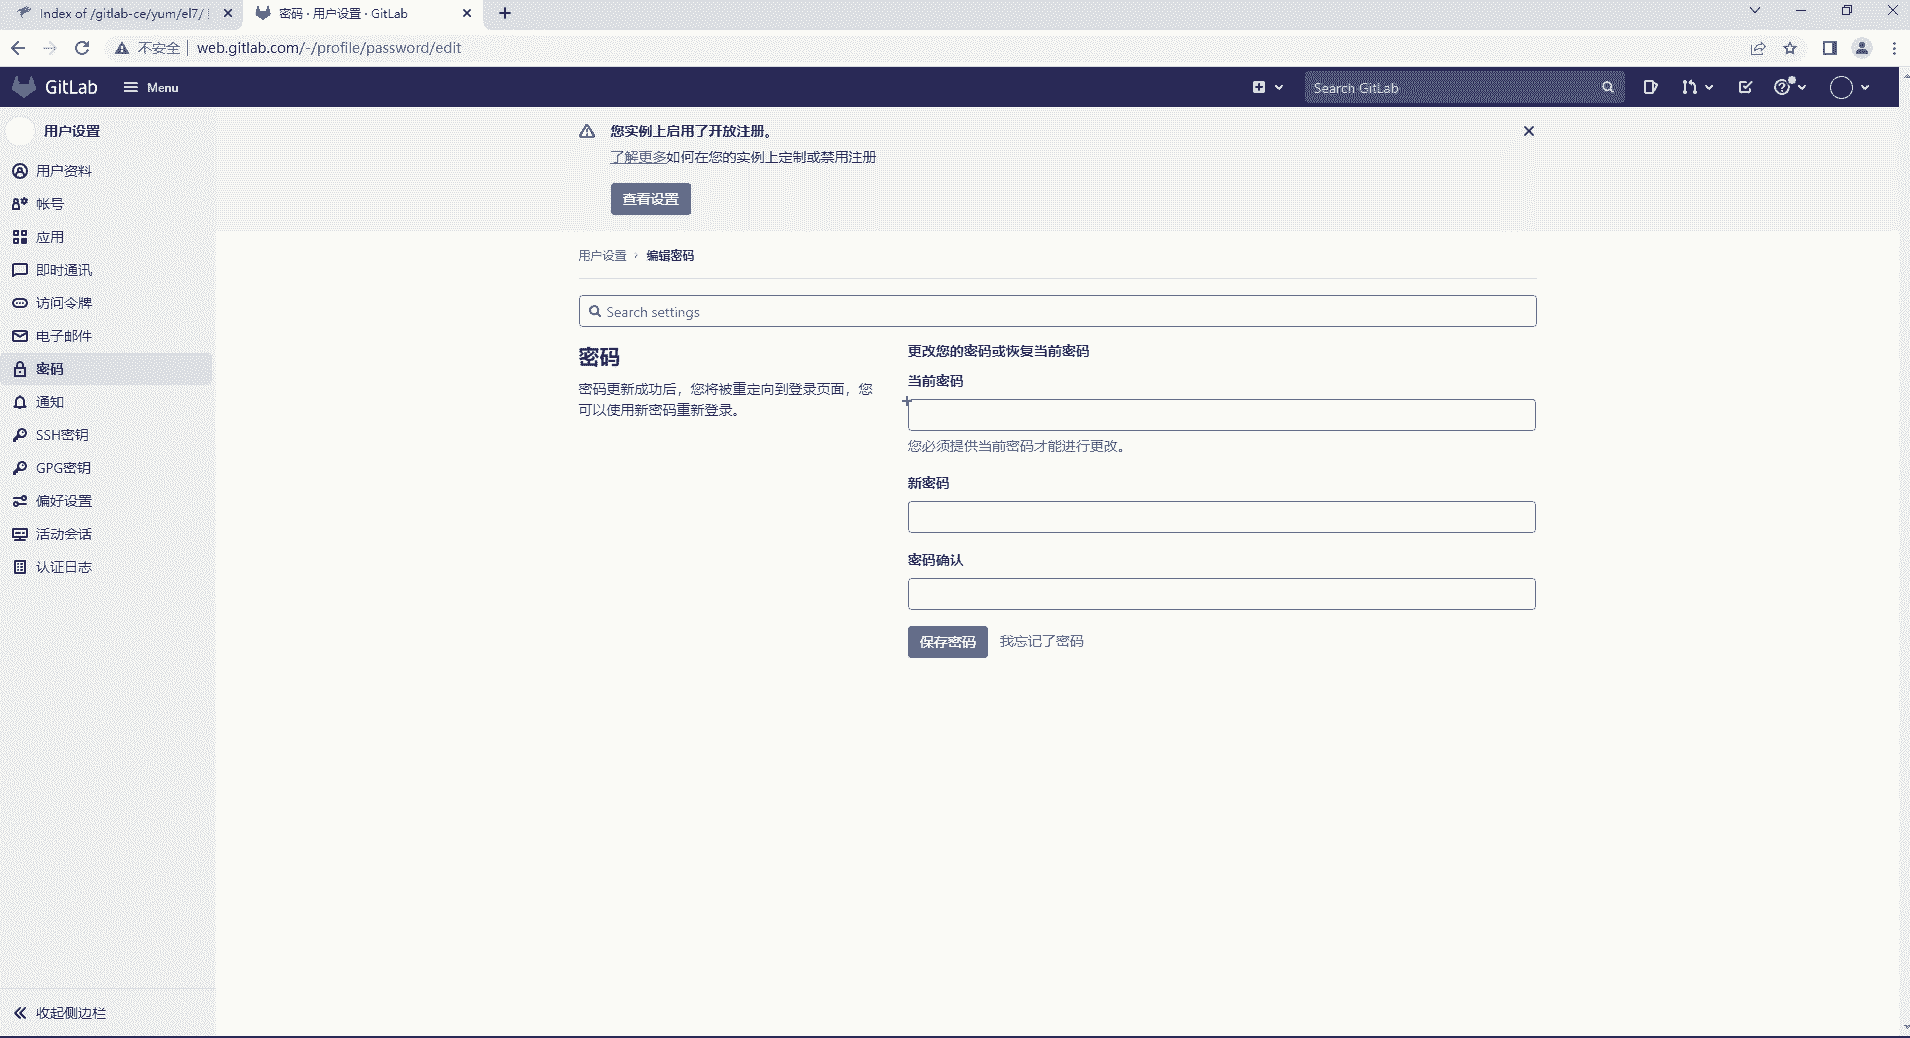 Index of /gitlab-ce/yum/el7/
密码 · 用户设置 · GitLab
不安全
web.gitlab.com/-/profile/password/edit
GitLab
Menu
Search GitLab
用户设置
用户资料
帐号
应用
即时通讯
访问令牌
电子邮件
密码
通知
SSH密钥
GPG密钥
偏好设置
活动会话
认证日志
收起侧边栏
您实例上启用了开放注册。
了解更多如何在您的实例上定制或禁用注册
查看设置
用户设置 › 编辑密码
Search settings
密码
密码更新成功后，您将被重定向到登录页面，您
可以使用新密码重新登录。
更改您的密码或恢复当前密码
当前密码
您必须提供当前密码才能进行更改。
新密码
密码确认
保存密码
我忘记了密码